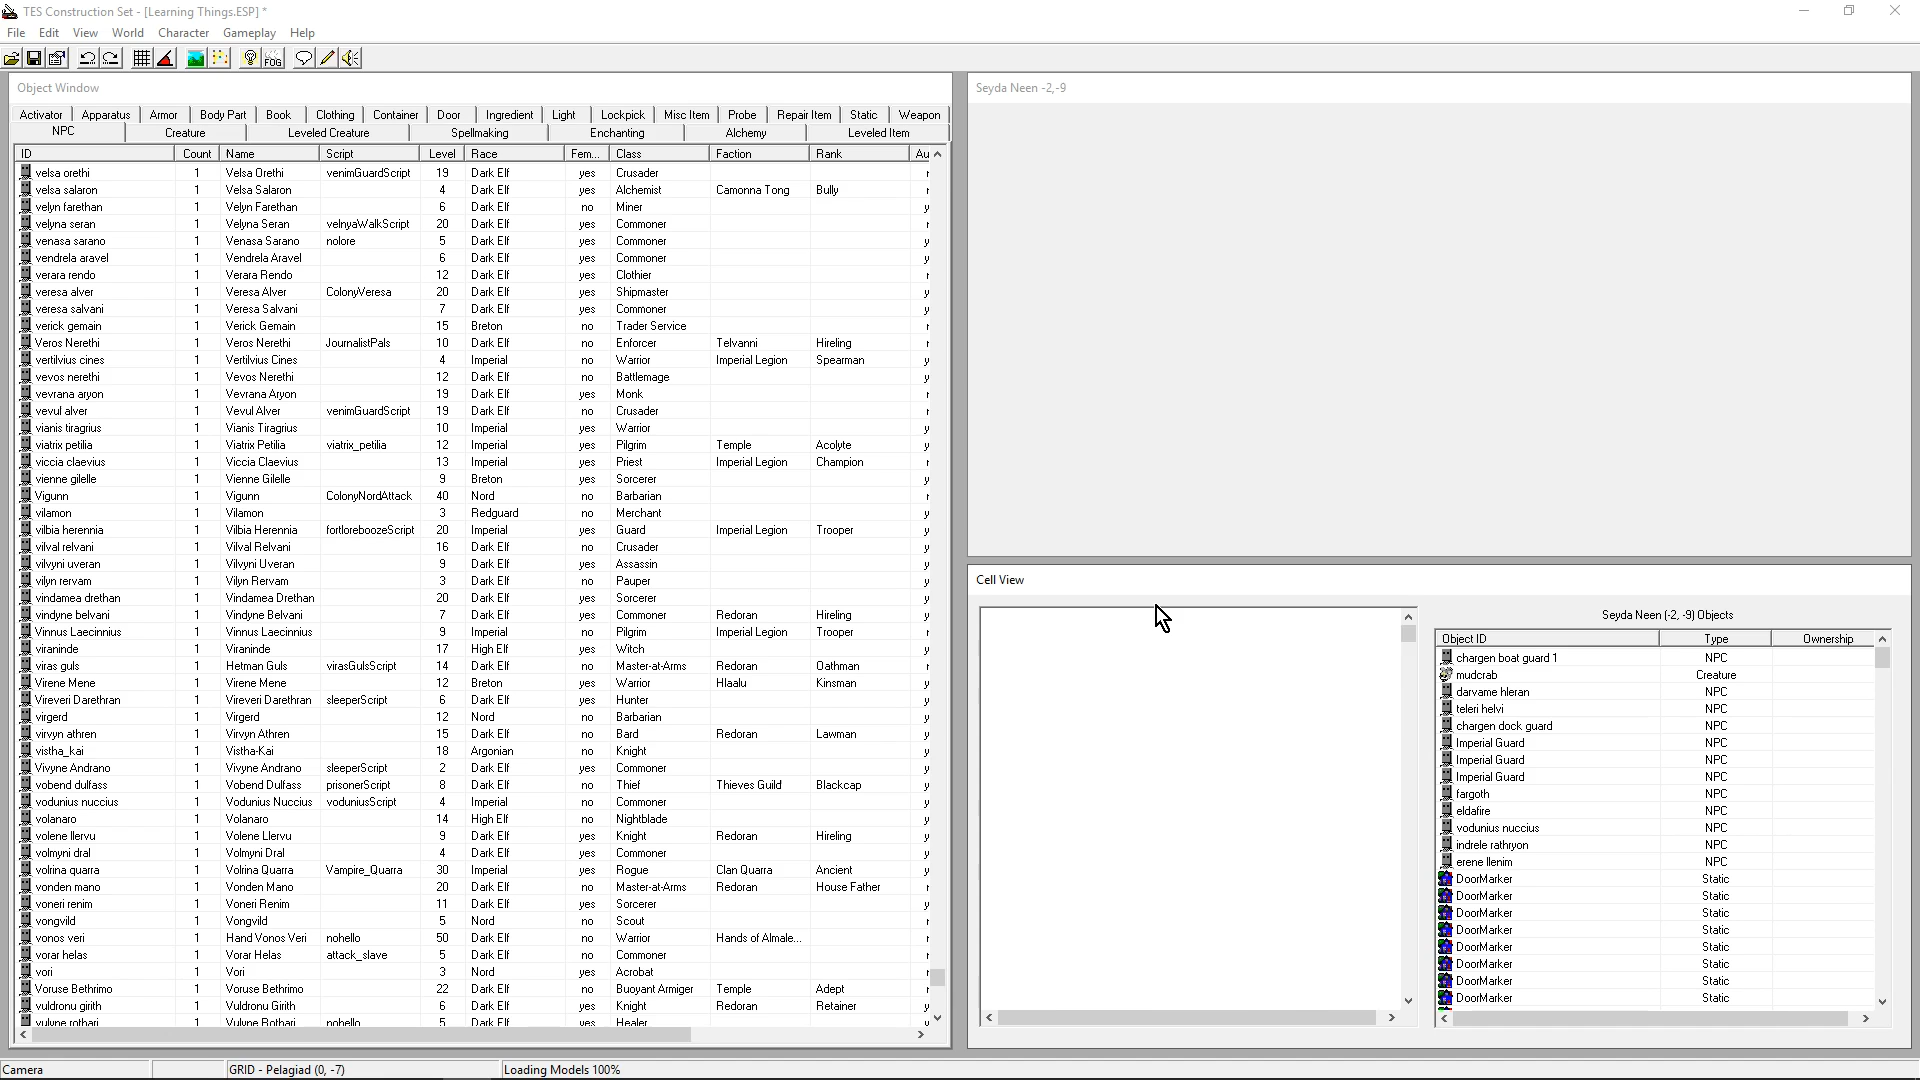 TES Construction Set - [Learning Things.ESP] *
File Edit View World Character Gameplay Help
FOG
Object Window
Activator Apparatus Armor Body Part Book Clothing Container Door Ingredient Light Lockpick Misc Item Probe Repair Item Static Weapon
NPC Creature Leveled Creature Spellmaking Enchanting Alchemy Leveled Item
ID Count Name Script Level Race Fem... Class Faction Rank Au
velsa orethi 1 Velsa Orethi venimGuardScript 19 Dark Elf yes Crusader
velsa salaron 1 Velsa Salaron 4 Dark Elf yes Alchemist Camonna Tong Bully
velyn farethan 1 Velyn Farethan 6 Dark Elf no Miner y
velyna seran 1 Velyna Seran velnyaWalkScript 20 Dark Elf yes Commoner
venasa sarano 1 Venasa Sarano nolore 5 Dark Elf yes Commoner y
vendrela aravel 1 Vendrela Aravel 6 Dark Elf yes Commoner y
verara rendo 1 Verara Rendo 12 Dark Elf yes Clothier
veresa alver 1 Veresa Alver ColonyVeresa 20 Dark Elf yes Shipmaster y
veresa salvani 1 Veresa Salvani 7 Dark Elf yes Commoner y
verick gemain 1 Verick Gemain 15 Breton no Trader Service
Veros Nerethi 1 Veros Nerethi JournalistPals 10 Dark Elf no Enforcer Telvanni Hireling
vertilvius cines 1 Vertilvius Cines 4 Imperial no Warrior Imperial Legion Spearman y
vevos nerethi 1 Vevos Nerethi 12 Dark Elf no Battlemage y
vevrana aryon 1 Vevrana Aryon 19 Dark Elf yes Monk
vevul alver 1 Vevul Alver venimGuardScript 19 Dark Elf no Crusader
vianis tiragrius 1 Vianis Tiragrius 10 Imperial yes Warrior y
viatrix petilia 1 Viatrix Petilia viatrix_petilia 12 Imperial yes Pilgrim Temple Acolyte y
viccia claevius 1 Viccia Claevius 13 Imperial yes Priest Imperial Legion Champion
vienne gilelle 1 Vienne Gilelle 9 Breton yes Sorcerer y
Vigunn 1 Vigunn ColonyNordAttack 40 Nord no Barbarian
vilamon 1 Vilamon 3 Redguard no Merchant y
vilbia herennia 1 Vilbia Herennia fortloreboozeScript 20 Imperial yes Guard Imperial Legion Trooper y
vilval relvani 1 Vilval Relvani 16 Dark Elf no Crusader y
vilvyni uveran 1 Vilvyni Uveran 9 Dark Elf yes Assassin y
vilyn rervam 1 Vilyn Rervam 3 Dark Elf no Pauper y
vindamea drethan 1 Vindamea Drethan 20 Dark Elf yes Sorcerer y
vindyne belvani 1 Vindyne Belvani 7 Dark Elf yes Commoner Redoran Hireling y
Vinnus Laecinnius 1 Vinnus Laecinnius 9 Imperial no Pilgrim Imperial Legion Trooper y
viraninde 1 Viraninde 17 High Elf yes Witch
viras guls 1 Hetman Guls virasGulsScript 14 Dark Elf no Master-at-Arms Redoran Oathman
Virene Mene 1 Virene Mene 12 Breton yes Warrior Hlaalu Kinsman y
Vireveri Darethran 1 Vireveri Darethran sleeperScript 6 Dark Elf yes Hunter y
virgerd 1 Virgerd 12 Nord no Barbarian y
virvyn athren 1 Virvyn Athren 15 Dark Elf no Bard Redoran Lawman y
vistha_kai 1 Vistha-Kai 18 Argonian no Knight
Vivyne Andrano 1 Vivyne Andrano sleeperScript 2 Dark Elf yes Commoner y
vobend dulfass 1 Vobend Dulfass prisonerScript 8 Dark Elf no Thief Thieves Guild Blackcap y
vodunius nuccius 1 Vodunius Nuccius voduniusScript 4 Imperial no Commoner y
volanaro 1 Volanaro 14 High Elf no Nightblade y
volene llervu 1 Volene Llervu 9 Dark Elf yes Knight Redoran Hireling y
volmyni dral 1 Volmyni Dral 4 Dark Elf yes Commoner y
volrina quarra 1 Volrina Quarra Vampire_Quarra 30 Imperial yes Rogue Clan Quarra Ancient y
vonden mano 1 Vonden Mano 20 Dark Elf no Master-at-Arms Redoran House Father y
voneri renim 1 Voneri Renim 11 Dark Elf yes Sorcerer
vongvild 1 Vongvild 5 Nord no Scout
vonos veri 1 Hand Vonos Veri nohello 50 Dark Elf no Warrior Hands of Almale...
vorar helas 1 Vorar Helas attack_slave 5 Dark Elf no Commoner
vori 1 Vori 3 Nord yes Acrobat
Voruse Bethrimo 1 Voruse Bethrimo 22 Dark Elf no Buoyant Armiger Temple Adept
vuldronu girith 1 Vuldronu Girith 6 Dark Elf yes Knight Redoran Retainer y
vulyne rothari 1 Vulyne Rothari nohello 5 Dark Elf yes Healer
Seyda Neen -2,-9
Cell View
Seyda Neen (-2, -9) Objects
Object ID Type Ownership
chargen boat guard 1 NPC
mudcrab Creature
darvame hleran NPC
teleri helvi NPC
chargen dock guard NPC
Imperial Guard NPC
Imperial Guard NPC
Imperial Guard NPC
fargoth NPC
eldafire NPC
vodunius nuccius NPC
indrele rathryon NPC
erene llenim NPC
DoorMarker Static
DoorMarker Static
DoorMarker Static
DoorMarker Static
DoorMarker Static
DoorMarker Static
DoorMarker Static
DoorMarker Static
Camera GRID - Pelagiad (0, -7) Loading Models 100%